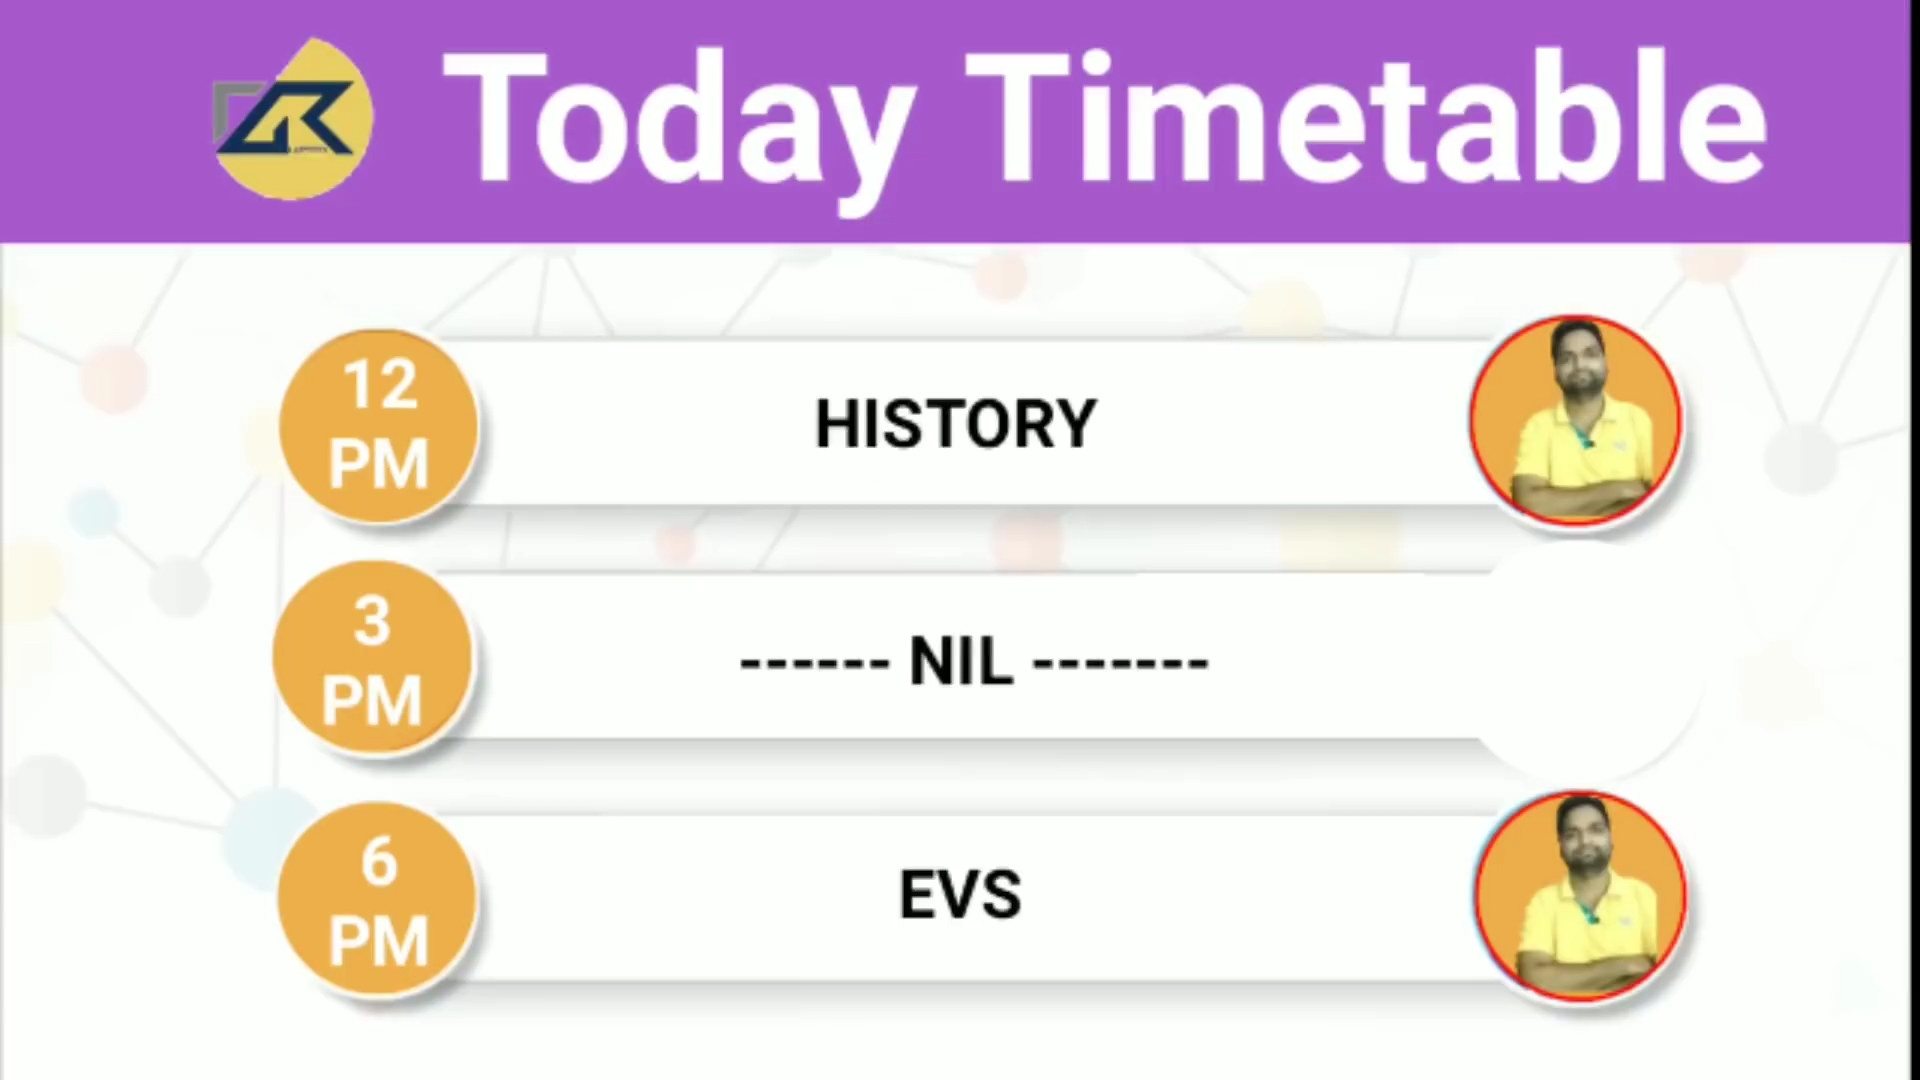 Today Timetable
12
PM
HISTORY
3
PM
------ NIL -------
6
PM
EVS